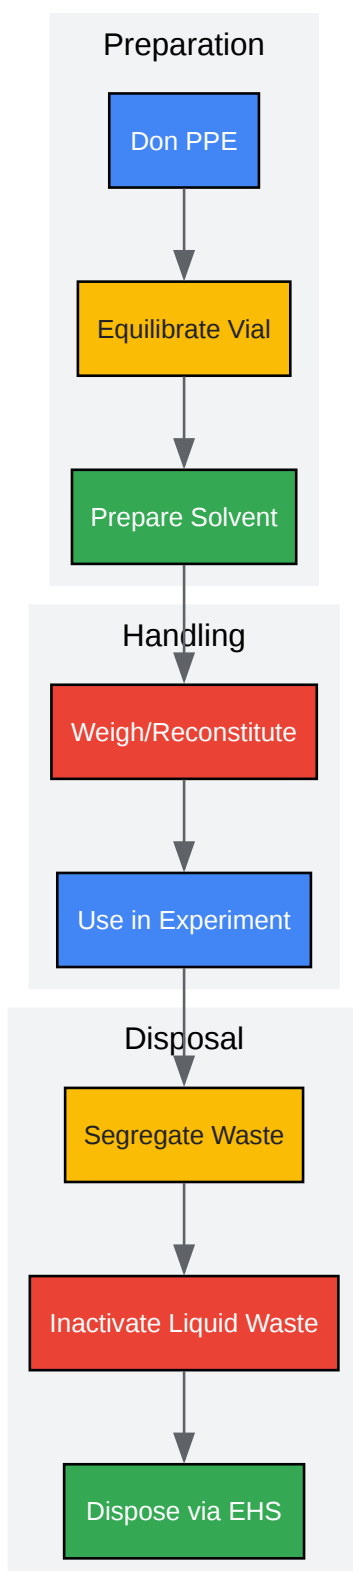 Preparation
Don PPE
Equilibrate Vial
Prepare Solvent
Handling
Weigh/Reconstitute
Use in Experiment
Disposal
Segregate Waste
Inactivate Liquid Waste
Dispose via EHS